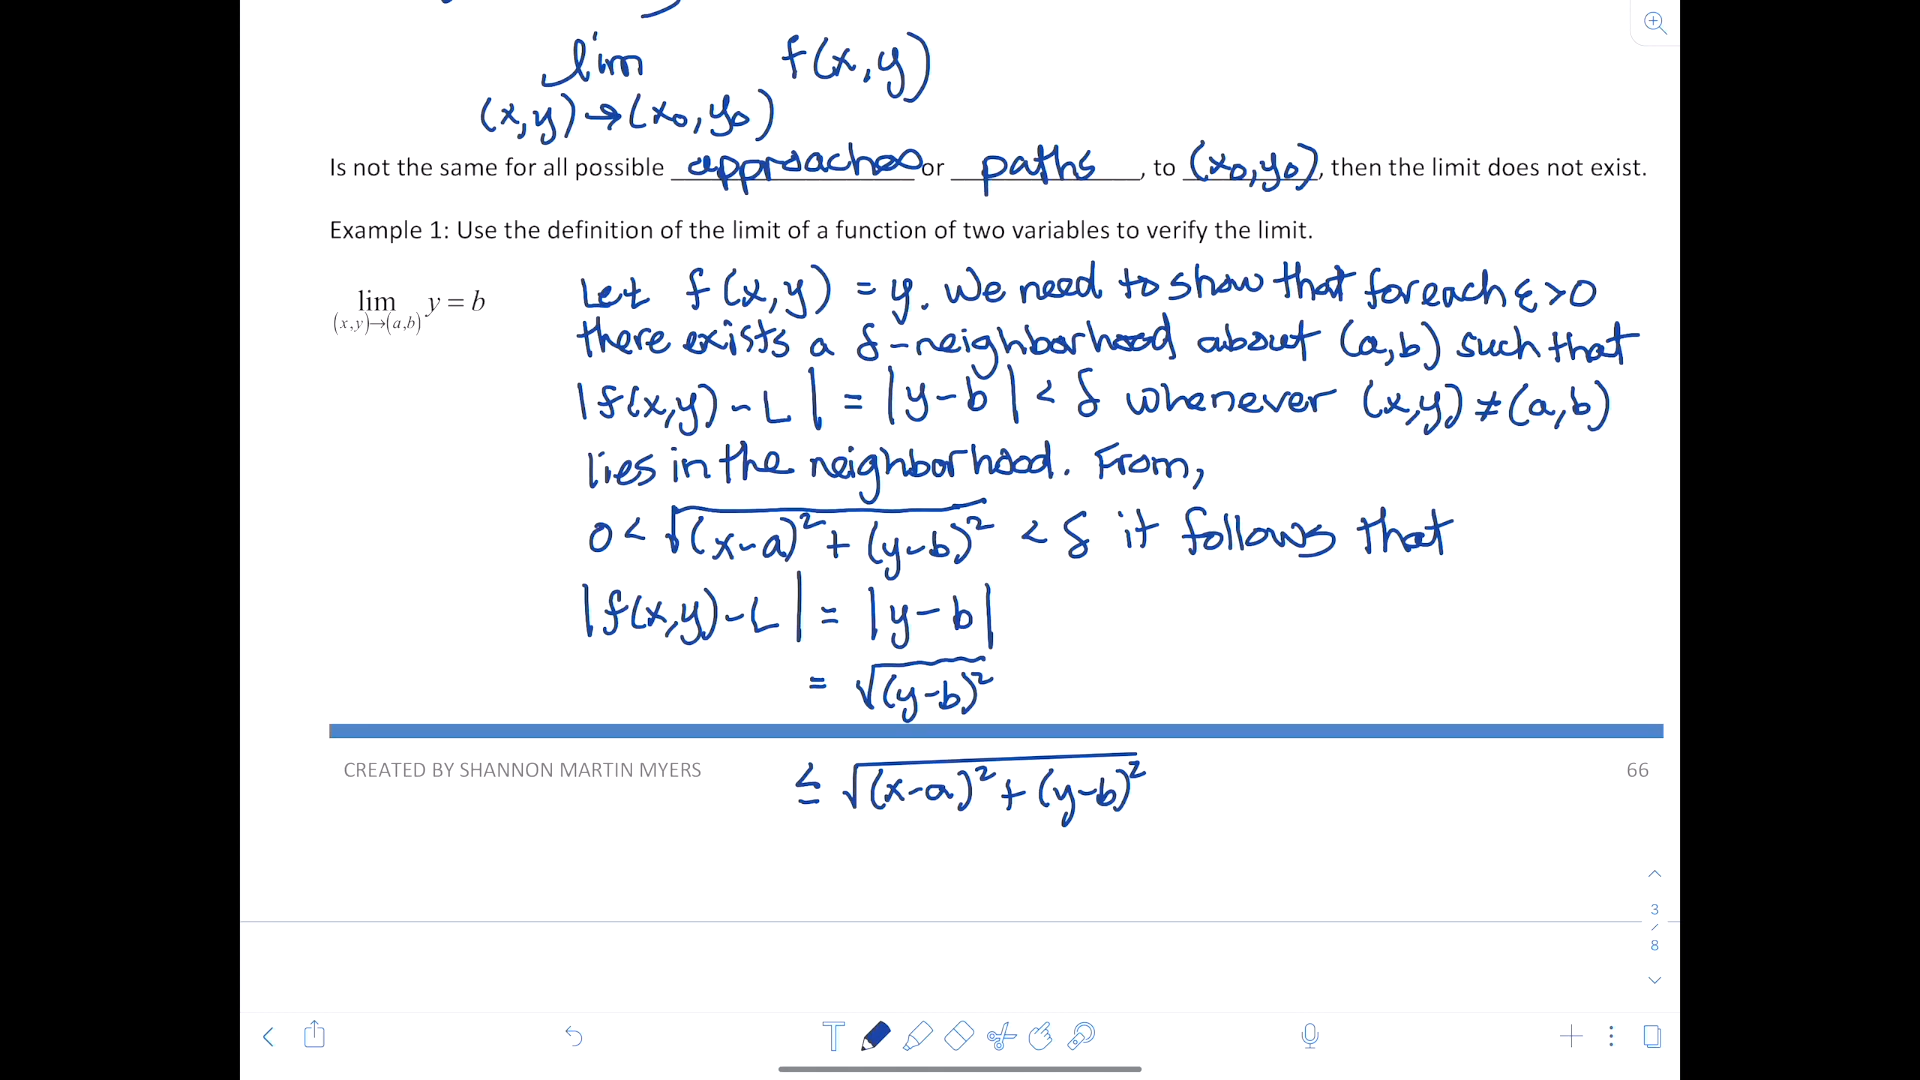 lim f(x,y)
(x,y)→(x₀,y₀)
Is not the same for all possible approaches or paths, to (x₀,y₀), then the limit does not exist.
Example 1: Use the definition of the limit of a function of two variables to verify the limit.
lim y = b
(x,y)→(a,b)
Let f(x,y) = y. We need to show that for each ε>0
there exists a δ-neighborhood about (a,b) such that
|f(x,y)-L| = |y-b| < δ whenever (x,y) ≠ (a,b)
lies in the neighborhood. From,
0 < √((x-a)² + (y-b)²) < δ it follows that
|f(x,y)-L| = |y-b|
= √((y-b)²)
CREATED BY SHANNON MARTIN MYERS
66
≤ √((x-a)² + (y-b)²)
3
/
8
T